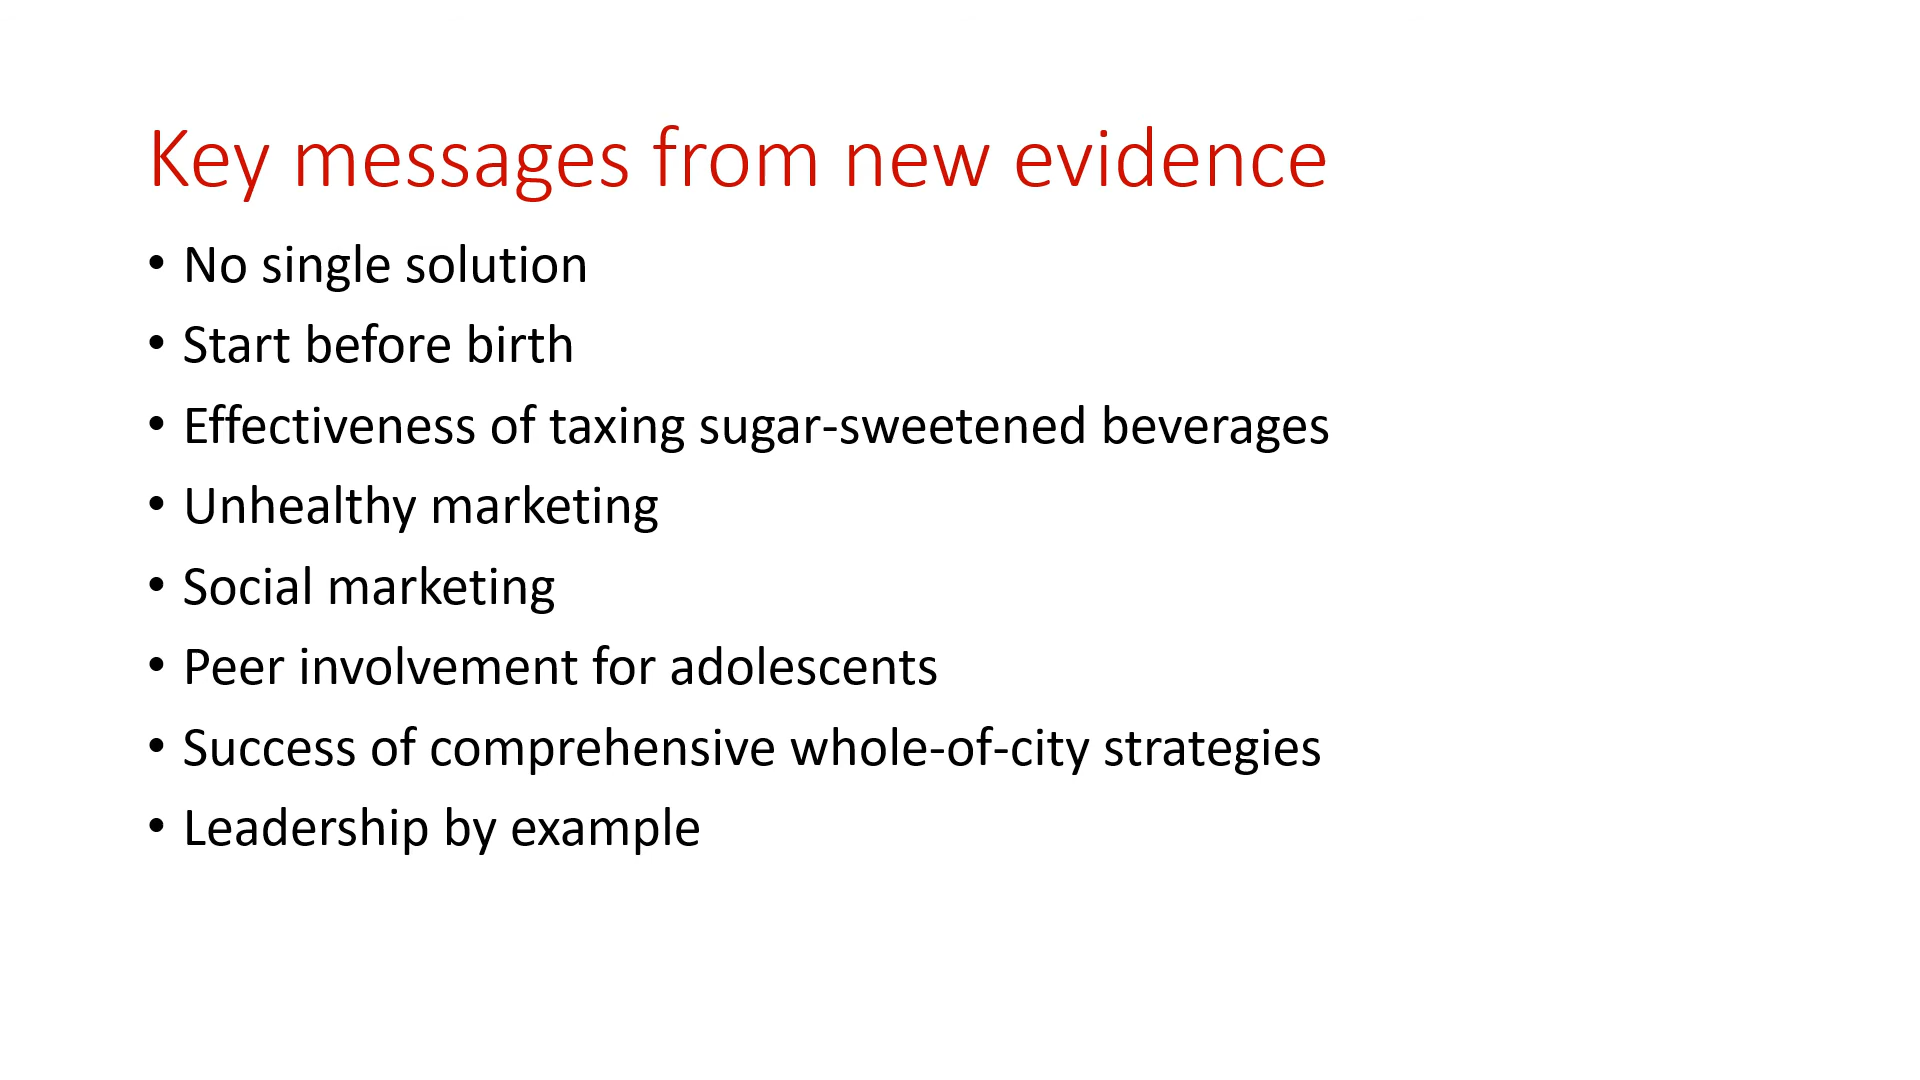 Key messages from new evidence
• No single solution
• Start before birth
• Effectiveness of taxing sugar-sweetened beverages
• Unhealthy marketing
• Social marketing
• Peer involvement for adolescents
• Success of comprehensive whole-of-city strategies
• Leadership by example